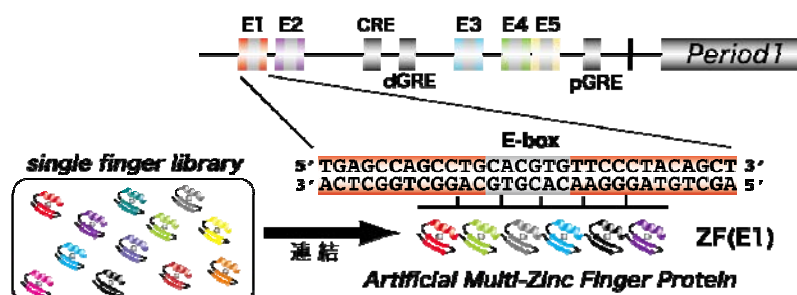 E1 E2 CRE E3 E4 E5
dGRE pGRE Period1
E-box
single finger library
5' TGAGCCAGCCTGCACGTGTTCCCTACAGCT 3'
3' ACTCGGTCGGACGTGCACAAGGGATGTCGA 5'
連結
ZF(E1)
Artificial Multi-Zinc Finger Protein